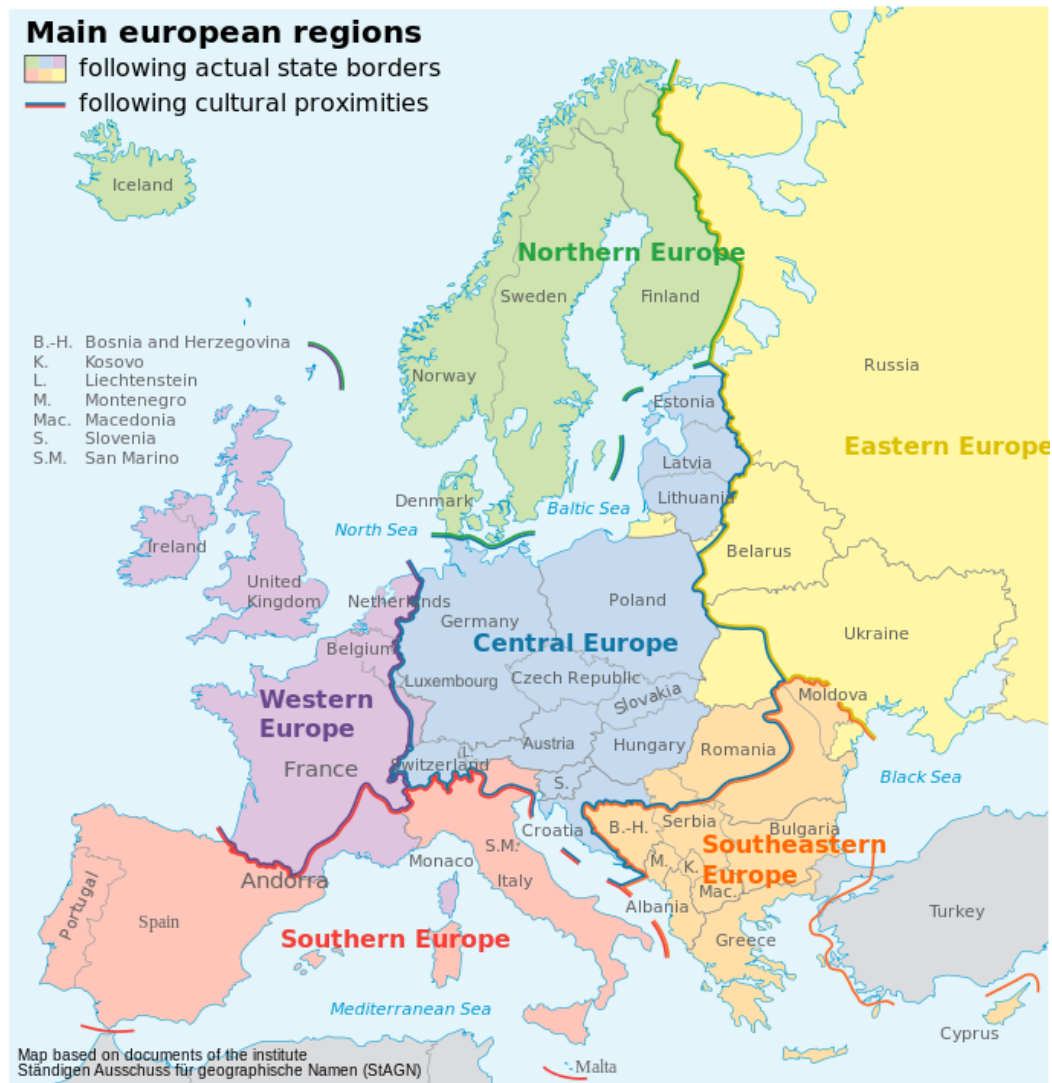 Main european regions
following actual state borders
following cultural proximities
Iceland
Northern Europe
Sweden
Finland
B.-H. Bosnia and Herzegovina
K. Kosovo
L. Liechtenstein
M. Montenegro
Mac. Macedonia
S. Slovenia
S.M. San Marino
Norway
Russia
Estonia
Eastern Europe
Latvia
Lithuania
Denmark
Baltic Sea
North Sea
Ireland
Belarus
United
Kingdom
Netherlands
Poland
Germany
Ukraine
Central Europe
Belgium
Luxembourg
Czech Republic
Slovakia
Western
Europe
Moldova
Austria
Hungary
Romania
L.
Switzerland
France
S.
Black Sea
Croatia
B.-H.
Serbia
Bulgaria
Southeastern
Europe
S.M.
Monaco
M.
K.
Italy
Andorra
Mac.
Portugal
Spain
Albania
Turkey
Southern Europe
Greece
Mediterranean Sea
Cyprus
Malta
Map based on documents of the institute
Ständigen Ausschuss für geographische Namen (StAGN)